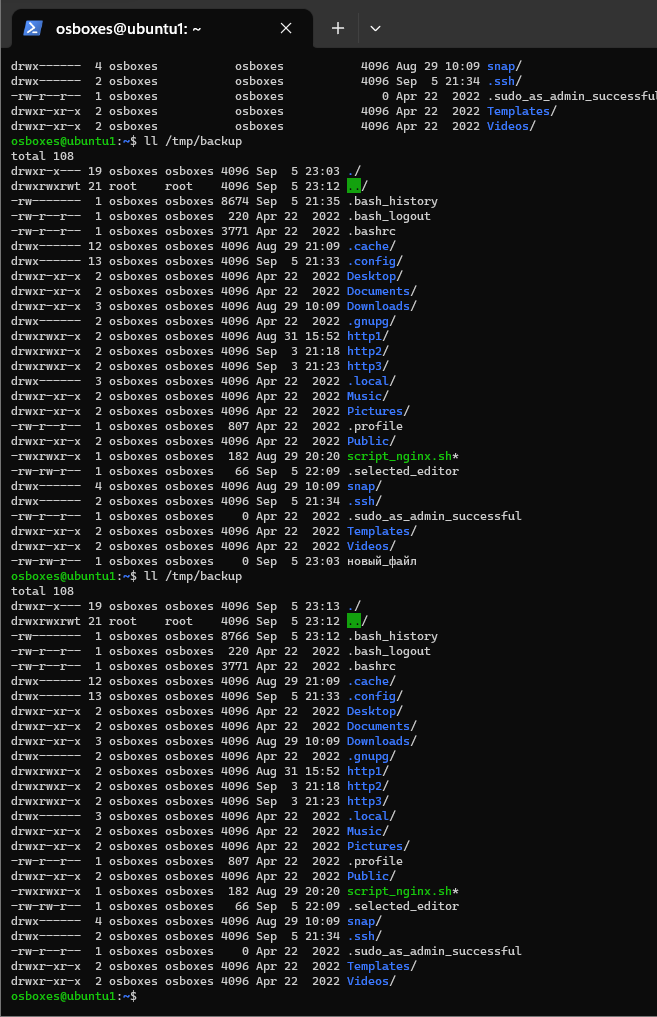 osboxes@ubuntu1: ~
drwx------  4 osboxes           osboxes           4096 Aug 29 10:09 snap/
drwx------  2 osboxes           osboxes           4096 Sep  5 21:34 .ssh/
-rw-r--r--  1 osboxes           osboxes              0 Apr 22  2022 .sudo_as_admin_successful
drwxr-xr-x  2 osboxes           osboxes           4096 Apr 22  2022 Templates/
drwxr-xr-x  2 osboxes           osboxes           4096 Apr 22  2022 Videos/
osboxes@ubuntu1:~$ ll /tmp/backup
total 108
drwxr-x--- 19 osboxes osboxes 4096 Sep  5 23:03 ./
drwxrwxrwt 21 root    root    4096 Sep  5 23:12 ../
-rw-------  1 osboxes osboxes 8674 Sep  5 21:35 .bash_history
-rw-r--r--  1 osboxes osboxes  220 Apr 22  2022 .bash_logout
-rw-r--r--  1 osboxes osboxes 3771 Apr 22  2022 .bashrc
drwx------ 12 osboxes osboxes 4096 Aug 29 21:09 .cache/
drwx------ 13 osboxes osboxes 4096 Sep  5 21:33 .config/
drwxr-xr-x  2 osboxes osboxes 4096 Apr 22  2022 Desktop/
drwxr-xr-x  2 osboxes osboxes 4096 Apr 22  2022 Documents/
drwxr-xr-x  3 osboxes osboxes 4096 Aug 29 10:09 Downloads/
drwx------  2 osboxes osboxes 4096 Apr 22  2022 .gnupg/
drwxrwxr-x  2 osboxes osboxes 4096 Aug 31 15:52 http1/
drwxrwxr-x  2 osboxes osboxes 4096 Sep  3 21:18 http2/
drwxrwxr-x  2 osboxes osboxes 4096 Sep  3 21:23 http3/
drwx------  3 osboxes osboxes 4096 Apr 22  2022 .local/
drwxr-xr-x  2 osboxes osboxes 4096 Apr 22  2022 Music/
drwxr-xr-x  2 osboxes osboxes 4096 Apr 22  2022 Pictures/
-rw-r--r--  1 osboxes osboxes  807 Apr 22  2022 .profile
drwxr-xr-x  2 osboxes osboxes 4096 Apr 22  2022 Public/
-rwxrwxr-x  1 osboxes osboxes  182 Aug 29 20:20 script_nginx.sh*
-rw-rw-r--  1 osboxes osboxes   66 Sep  5 22:09 .selected_editor
drwx------  4 osboxes osboxes 4096 Aug 29 10:09 snap/
drwx------  2 osboxes osboxes 4096 Sep  5 21:34 .ssh/
-rw-r--r--  1 osboxes osboxes    0 Apr 22  2022 .sudo_as_admin_successful
drwxr-xr-x  2 osboxes osboxes 4096 Apr 22  2022 Templates/
drwxr-xr-x  2 osboxes osboxes 4096 Apr 22  2022 Videos/
-rw-rw-r--  1 osboxes osboxes    0 Sep  5 23:03 новый_файл
osboxes@ubuntu1:~$ ll /tmp/backup
total 108
drwxr-x--- 19 osboxes osboxes 4096 Sep  5 23:13 ./
drwxrwxrwt 21 root    root    4096 Sep  5 23:12 ../
-rw-------  1 osboxes osboxes 8766 Sep  5 23:12 .bash_history
-rw-r--r--  1 osboxes osboxes  220 Apr 22  2022 .bash_logout
-rw-r--r--  1 osboxes osboxes 3771 Apr 22  2022 .bashrc
drwx------ 12 osboxes osboxes 4096 Aug 29 21:09 .cache/
drwx------ 13 osboxes osboxes 4096 Sep  5 21:33 .config/
drwxr-xr-x  2 osboxes osboxes 4096 Apr 22  2022 Desktop/
drwxr-xr-x  2 osboxes osboxes 4096 Apr 22  2022 Documents/
drwxr-xr-x  3 osboxes osboxes 4096 Aug 29 10:09 Downloads/
drwx------  2 osboxes osboxes 4096 Apr 22  2022 .gnupg/
drwxrwxr-x  2 osboxes osboxes 4096 Aug 31 15:52 http1/
drwxrwxr-x  2 osboxes osboxes 4096 Sep  3 21:18 http2/
drwxrwxr-x  2 osboxes osboxes 4096 Sep  3 21:23 http3/
drwx------  3 osboxes osboxes 4096 Apr 22  2022 .local/
drwxr-xr-x  2 osboxes osboxes 4096 Apr 22  2022 Music/
drwxr-xr-x  2 osboxes osboxes 4096 Apr 22  2022 Pictures/
-rw-r--r--  1 osboxes osboxes  807 Apr 22  2022 .profile
drwxr-xr-x  2 osboxes osboxes 4096 Apr 22  2022 Public/
-rwxrwxr-x  1 osboxes osboxes  182 Aug 29 20:20 script_nginx.sh*
-rw-rw-r--  1 osboxes osboxes   66 Sep  5 22:09 .selected_editor
drwx------  4 osboxes osboxes 4096 Aug 29 10:09 snap/
drwx------  2 osboxes osboxes 4096 Sep  5 21:34 .ssh/
-rw-r--r--  1 osboxes osboxes    0 Apr 22  2022 .sudo_as_admin_successful
drwxr-xr-x  2 osboxes osboxes 4096 Apr 22  2022 Templates/
drwxr-xr-x  2 osboxes osboxes 4096 Apr 22  2022 Videos/
osboxes@ubuntu1:~$